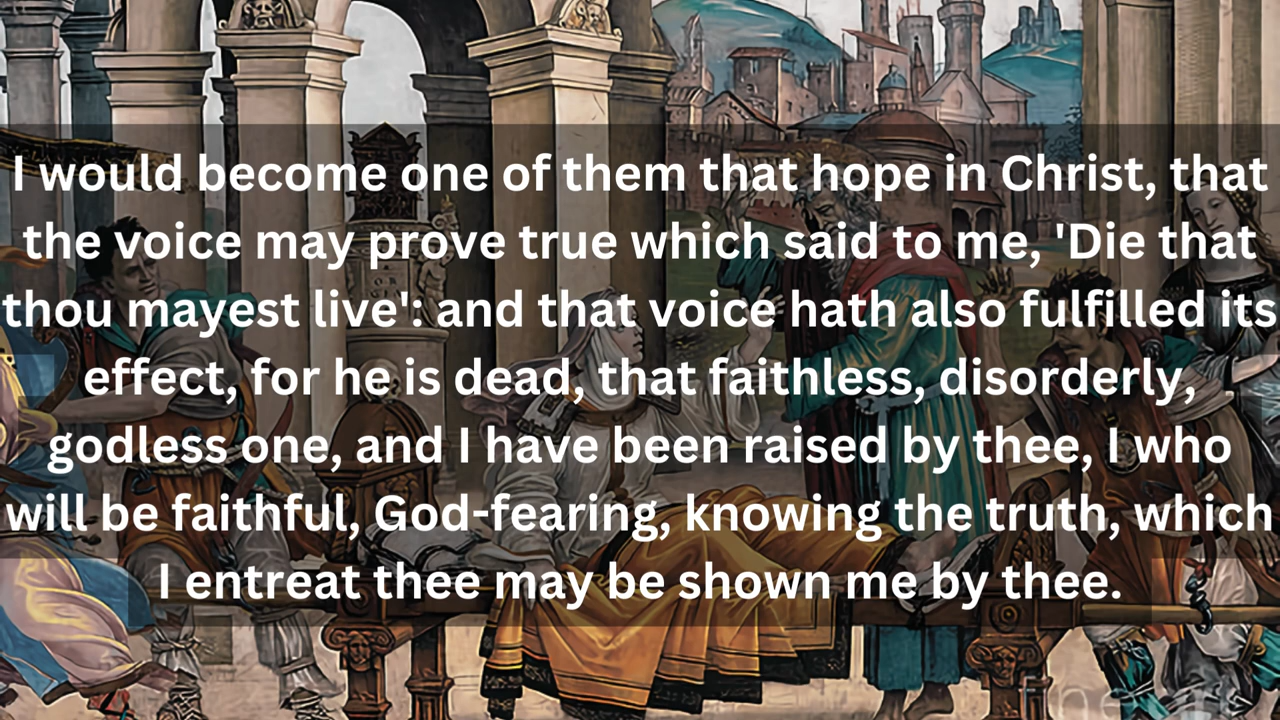 I would become one of them that hope in Christ, that
the voice may prove true which said to me, 'Die that
thou mayest live': and that voice hath also fulfilled its
effect, for he is dead, that faithless, disorderly,
godless one, and I have been raised by thee, I who
will be faithful, God-fearing, knowing the truth, which
I entreat thee may be shown me by thee.